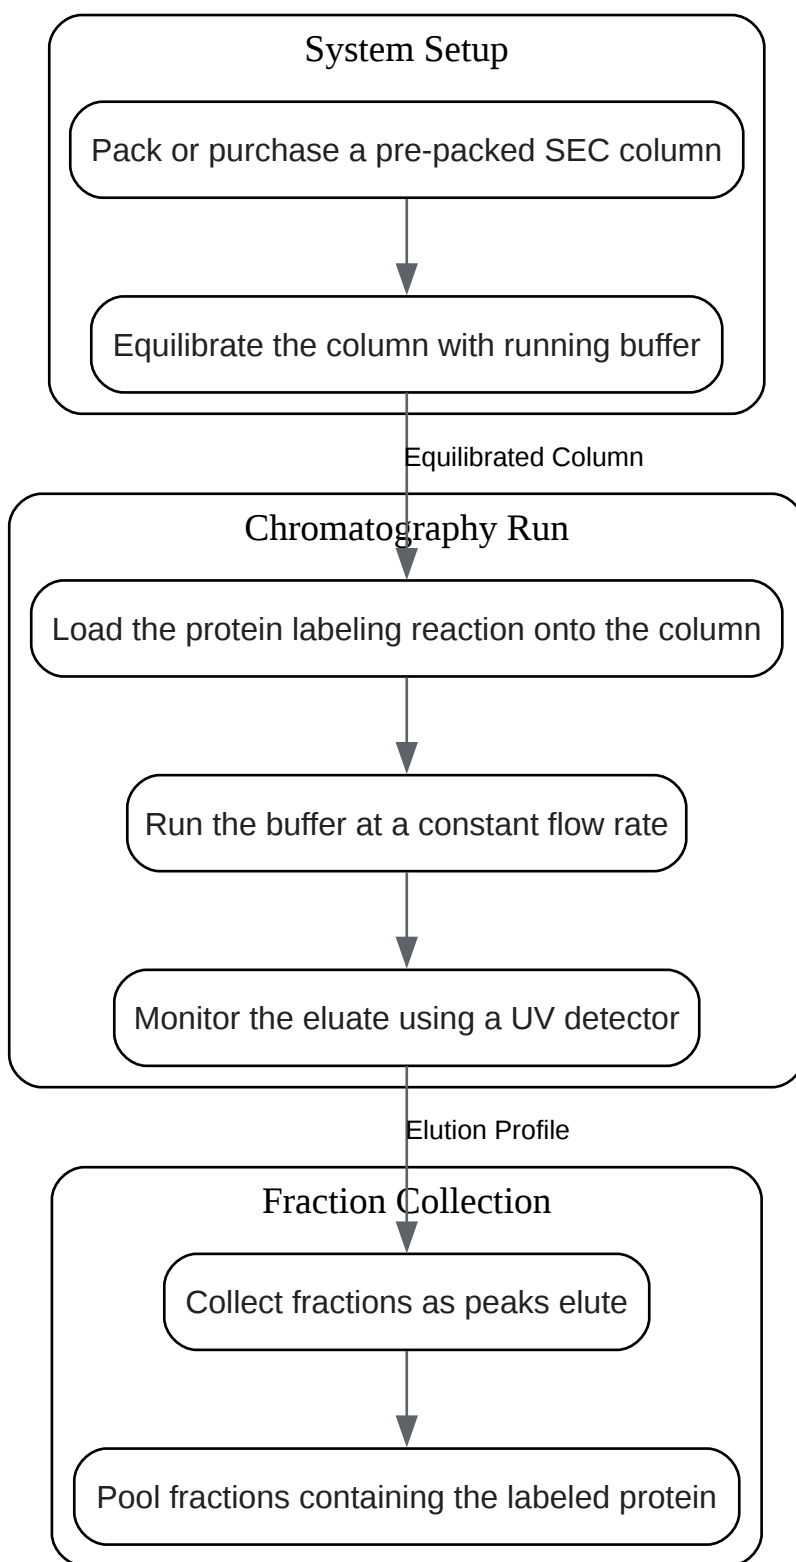 System Setup
Pack or purchase a pre-packed SEC column
Equilibrate the column with running buffer
Equilibrated Column
Chromatography Run
Load the protein labeling reaction onto the column
Run the buffer at a constant flow rate
Monitor the eluate using a UV detector
Elution Profile
Fraction Collection
Collect fractions as peaks elute
Pool fractions containing the labeled protein